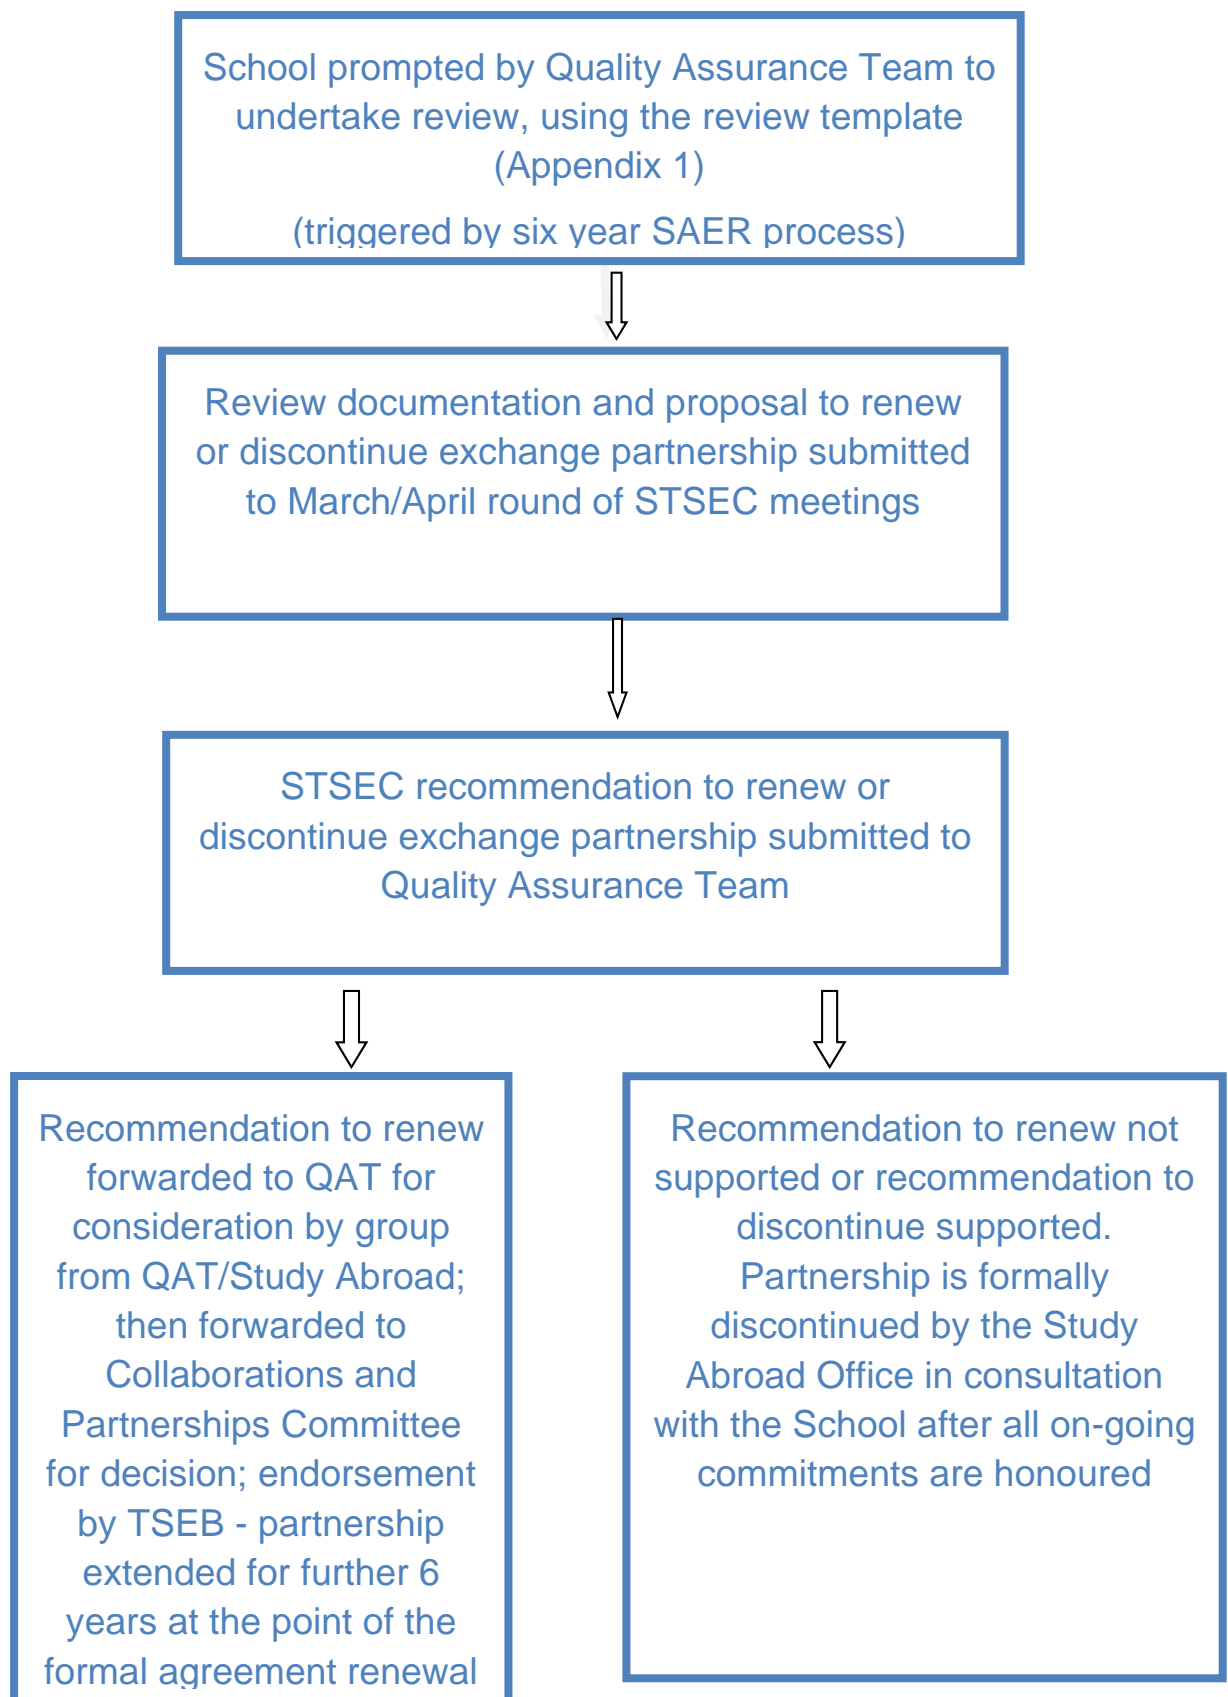 School prompted by Quality Assurance Team to
undertake review, using the review template
(Appendix 1)
(triggered by six year SAER process)
Review documentation and proposal to renew
or discontinue exchange partnership submitted
to March/April round of STSEC meetings
STSEC recommendation to renew or
discontinue exchange partnership submitted to
Quality Assurance Team
Recommendation to renew
forwarded to QAT for
consideration by group
from QAT/Study Abroad;
then forwarded to
Collaborations and
Partnerships Committee
for decision; endorsement
by TSEB - partnership
extended for further 6
years at the point of the
formal agreement renewal
Recommendation to renew not
supported or recommendation to
discontinue supported.
Partnership is formally
discontinued by the Study
Abroad Office in consultation
with the School after all on-going
commitments are honoured